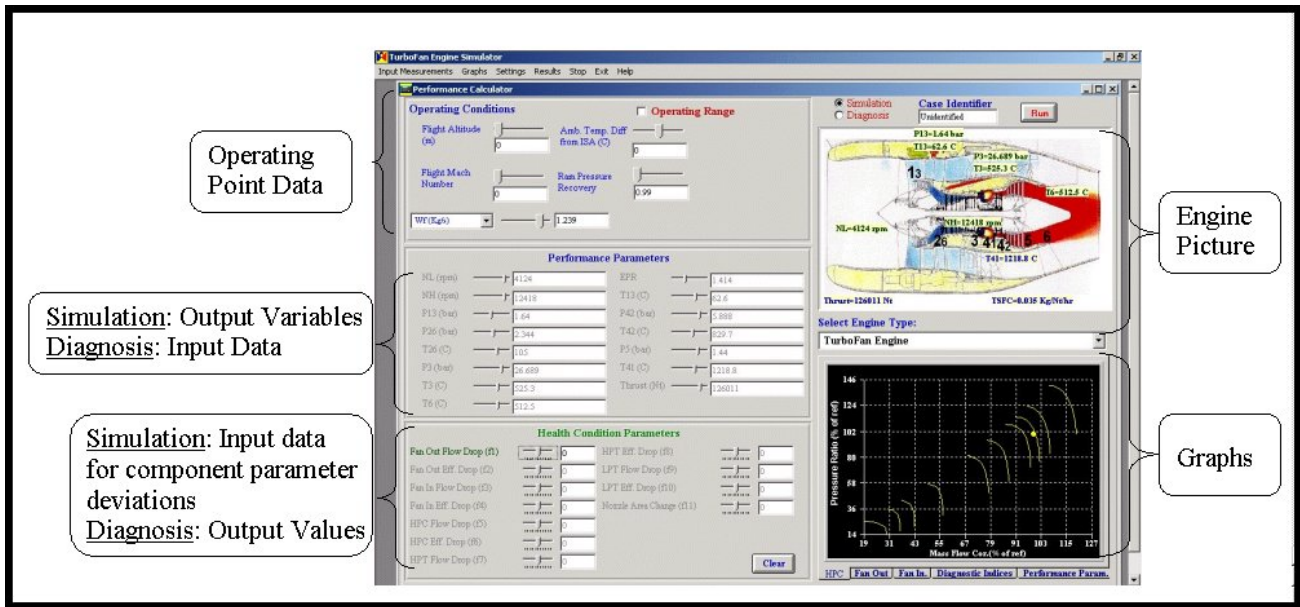 Operating
Point Data
Simulation: Output Variables
Diagnosis: Input Data
Simulation: Input data
for component parameter
deviations
Diagnosis: Output Values
TurboFan Engine Simulator
Input Measurements Graphs Settings Results Stop Exit Help
Performance Calculator
Operating Conditions
Operating Range
Flight Altitude
(m)
0
Amb. Temp. Diff
from ISA (C)
0
Flight Mach
Number
0
Ram Pressure
Recovery
0.99
Wf (Kg/s) 1.239
Performance Parameters
NL (rpm) 4124 EPR 1.414
NH (rpm) 12418 T13 (C) 62.6
P13 (bar) 1.64 P42 (bar) 5.888
P26 (bar) 2.344 T42 (C) 829.7
T26 (C) 105 P5 (bar) 1.44
P3 (bar) 26.689 T41 (C) 1218.8
T3 (C) 525.3 Thrust (Nt) 126011
T6 (C) 512.5
Health Condition Parameters
Fan Out Flow Drop (f1) 0 HPT Eff. Drop (f8) 0
Fan Out Eff. Drop (f2) 0 LPT Flow Drop (f9) 0
Fan In Flow Drop (f3) 0 LPT Eff. Drop (f10) 0
Fan In Eff. Drop (f4) 0 Nozzle Area Change (f11) 0
HPC Flow Drop (f5) 0
HPC Eff. Drop (f6) 0
HPT Flow Drop (f7) 0
Clear
Simulation
Diagnosis
Case Identifier
Unidentified
Run
P13=1.64 bar
T13=62.6 C
P3=26.689 bar
T3=525.3 C
13
T6=512.5 C
NH=12418 rpm
NL=4124 rpm
26 3 41 42 5 6
T41=1218.8 C
Thrust=126011 Nt TSFC=0.035 Kg/Nt/hr
Select Engine Type:
TurboFan Engine
Pressure Ratio (% of ref)
146
124
102
80
58
36
14
19 31 43 55 67 79 91 103 115 127
Mass Flow Cor.(% of ref)
HPC Fan Out Fan In. Diagnostic Indices Performance Param.
Engine
Picture
Graphs